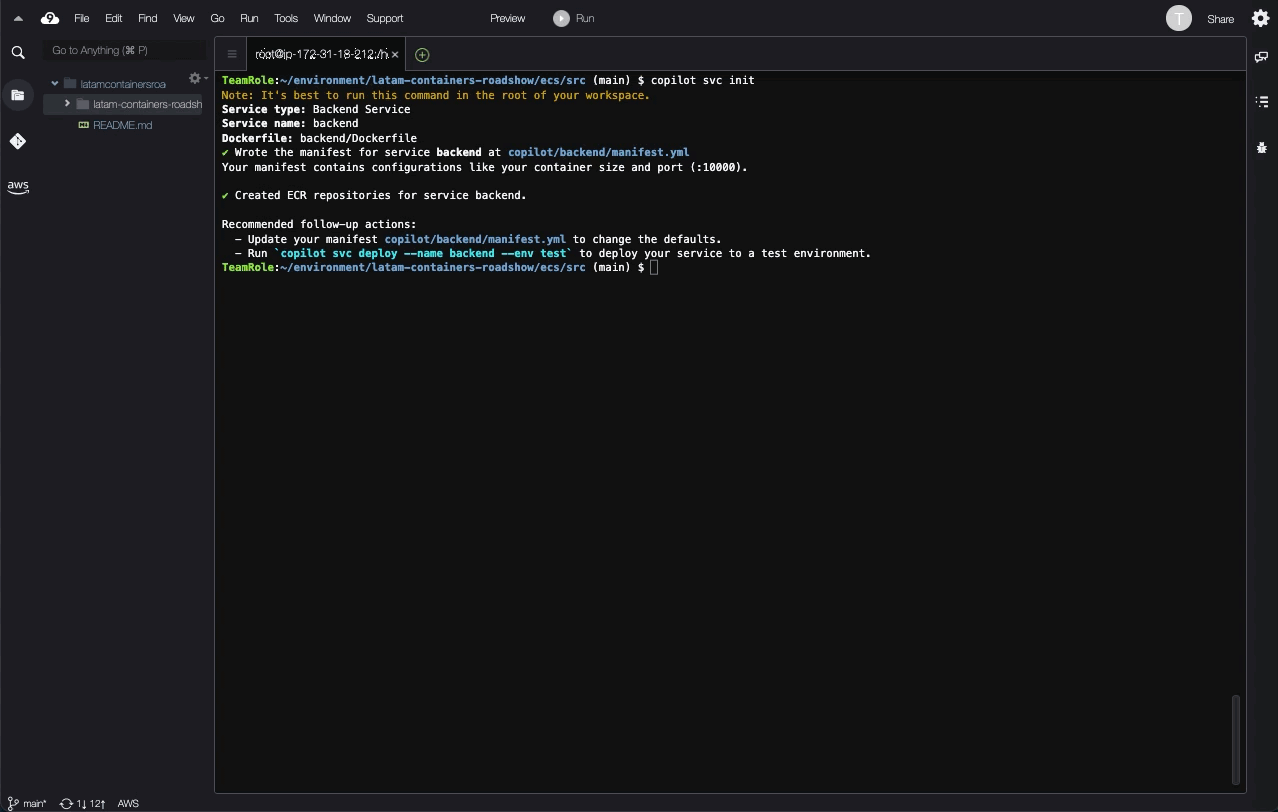 9 File Edit Find View Go Run Tools Window Support Preview Run T Share
Go to Anything (⌘ P)
root@ip-172-31-18-212:/h ×
latamcontainersroa
latam-containers-roadsh
README.md
aws
TeamRole:~/environment/latam-containers-roadshow/ecs/src (main) $ copilot svc init
Note: It's best to run this command in the root of your workspace.
Service type: Backend Service
Service name: backend
Dockerfile: backend/Dockerfile
✔ Wrote the manifest for service backend at copilot/backend/manifest.yml
Your manifest contains configurations like your container size and port (:10000).
✔ Created ECR repositories for service backend.
Recommended follow-up actions:
– Update your manifest copilot/backend/manifest.yml to change the defaults.
– Run `copilot svc deploy --name backend --env test` to deploy your service to a test environment.
TeamRole:~/environment/latam-containers-roadshow/ecs/src (main) $
main* 1↓ 12↑ AWS